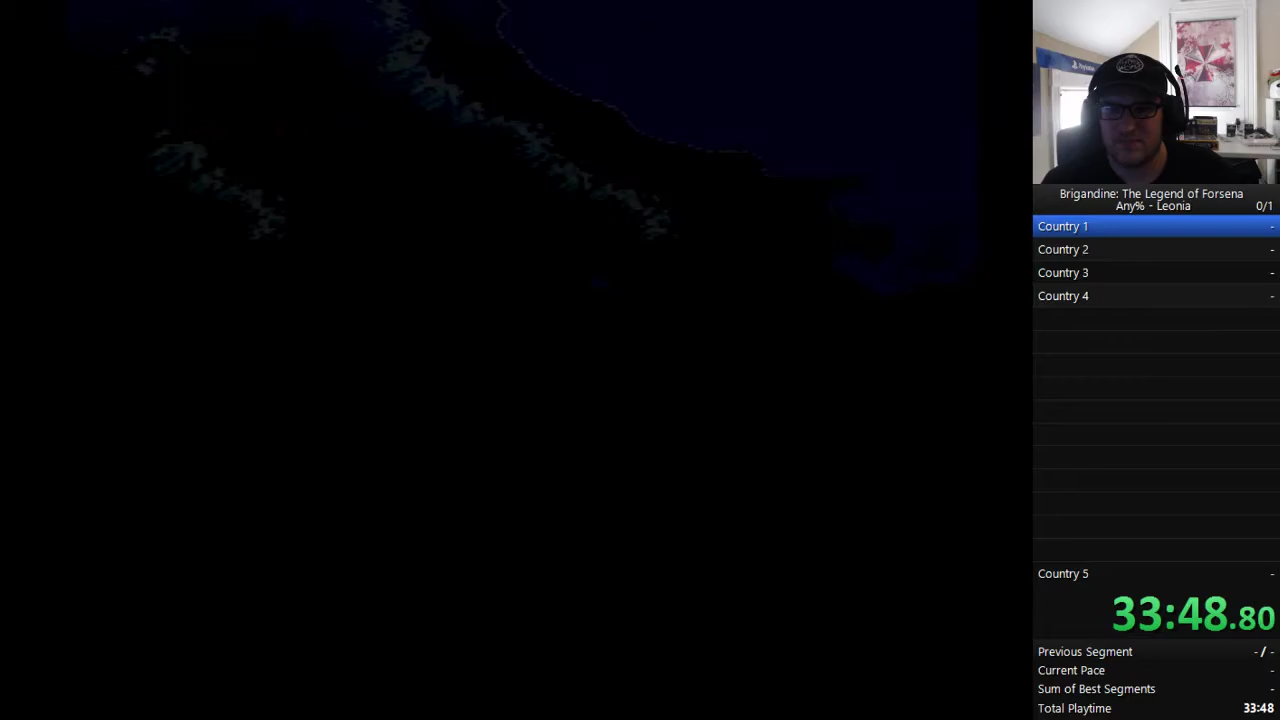 Brigandine: The Legend of Forsena
Any% - Leonia 0/1
Country 1 -
Country 2 -
Country 3 -
Country 4 -
Country 5 -
33:48.80
Previous Segment - / -
Current Pace -
Sum of Best Segments -
Total Playtime 33:48